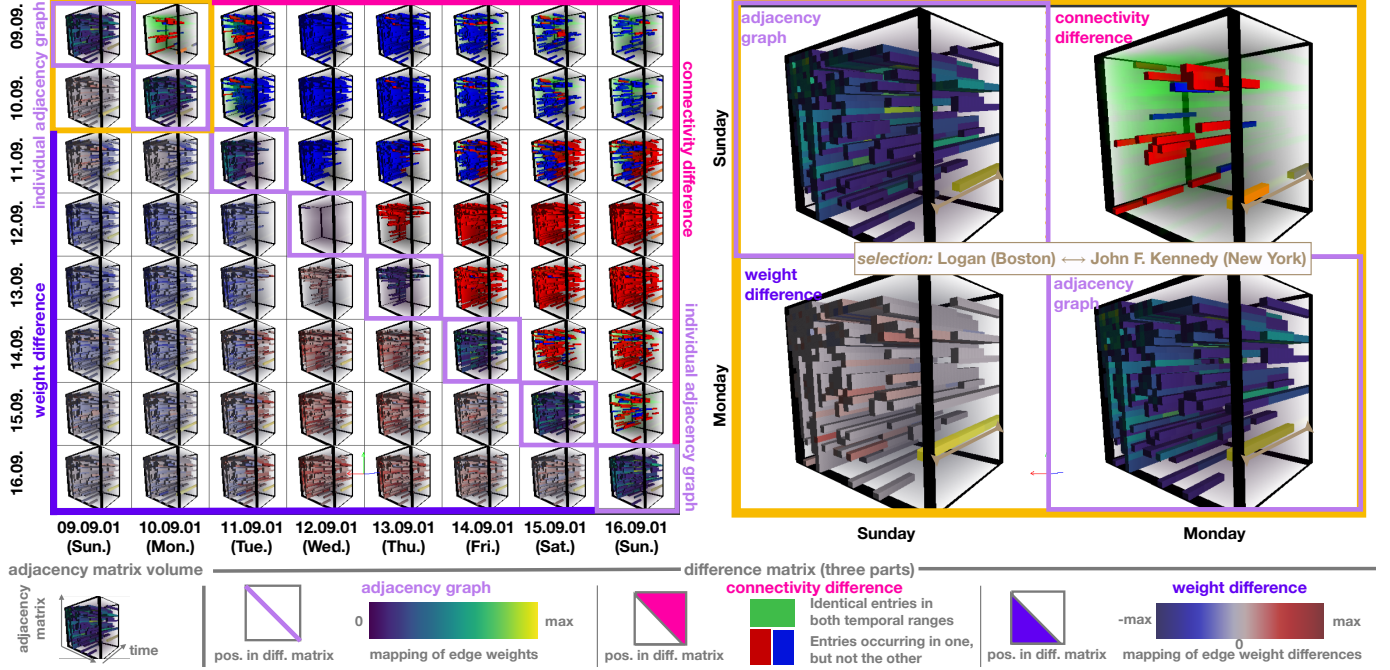 09.09.
10.09.
11.09.
12.09.
13.09.
14.09.
15.09.
16.09.
individual adjacency graph
weight difference
connectivity difference
individual adjacency graph
09.09.01 10.09.01 11.09.01 12.09.01 13.09.01 14.09.01 15.09.01 16.09.01
(Sun.) (Mon.) (Tue.) (Wed.) (Thu.) (Fri.) (Sat.) (Sun.)
adjacency
graph
connectivity
difference
Sunday
selection: Logan (Boston) ⟷ John F. Kennedy (New York)
weight
difference
adjacency
graph
Monday
Sunday Monday
adjacency matrix volume
difference matrix (three parts)
adjacency
matrix
time
pos. in diff. matrix
adjacency graph
0 max
mapping of edge weights
pos. in diff. matrix
connectivity difference
Identical entries in
both temporal ranges
Entries occurring in one,
but not the other
pos. in diff. matrix
weight difference
-max max
0
mapping of edge weight differences